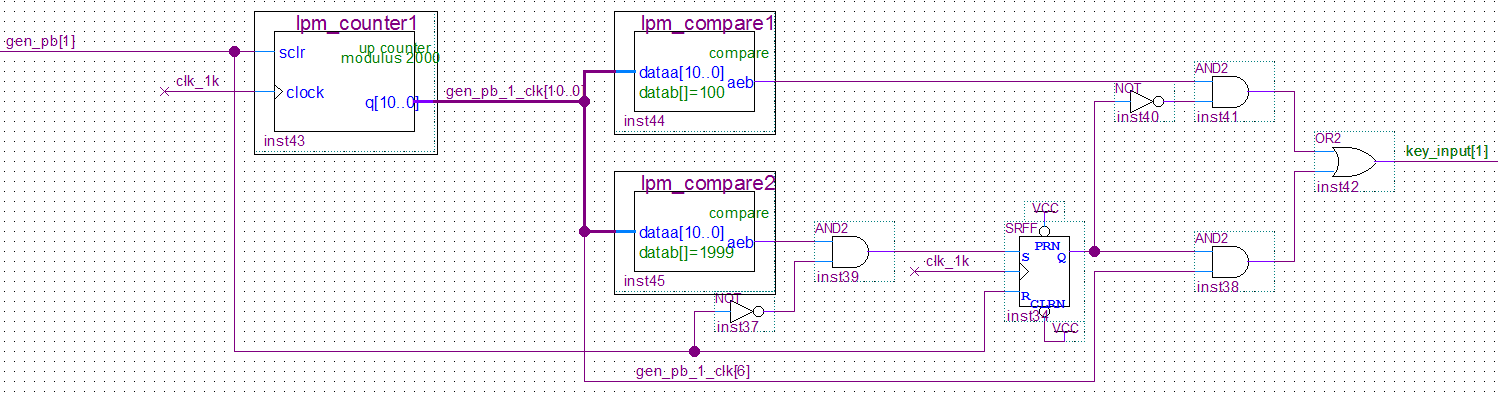 gen_pb[1]
lpm_counter1
sclr
up counter
modulus 2000
clk_1k
clock
q[10..0]
inst43
gen_pb_1_clk[10..0]
lpm_compare1
compare
dataa[10..0]
aeb
datab[]=100
inst44
lpm_compare2
compare
dataa[10..0]
aeb
datab[]=1999
inst45
NOT
inst37
AND2
inst39
clk_1k
VCC
SRFF
PRN
S
Q
R
CLRN
inst34
VCC
NOT
inst40
AND2
inst41
AND2
inst38
OR2
inst42
key_input[1]
gen_pb_1_clk[6]